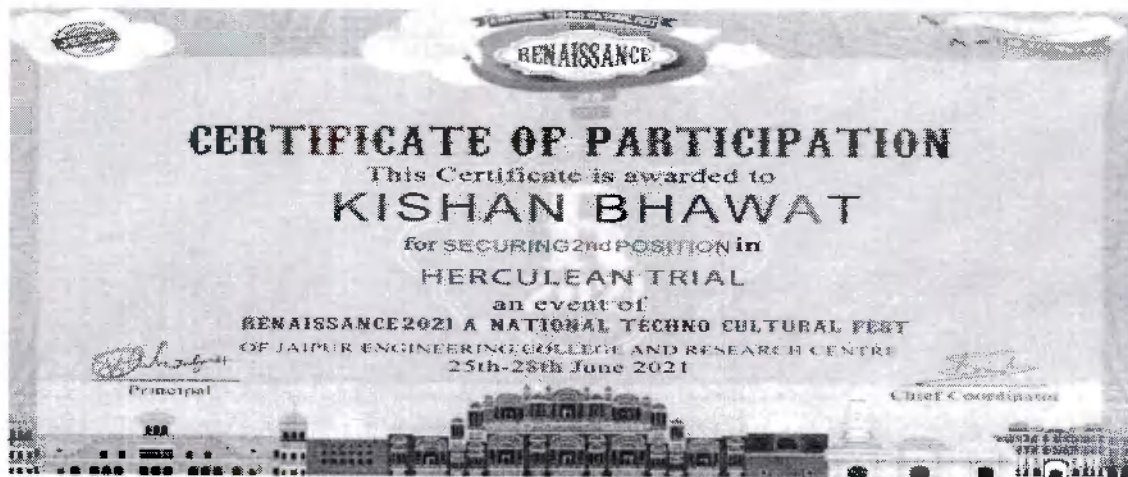 RENAISSANCE
CERTIFICATE OF PARTICIPATION
This Certificate is awarded to
KISHAN BHAWAT
for SECURING 2nd POSITION in
HERCULEAN TRIAL
an event of
RENAISSANCE 2021 A NATIONAL TECHNO CULTURAL FEST
OF JAIPUR ENGINEERING COLLEGE AND RESEARCH CENTRE
25th-28th June 2021
Principal
Chief Coordinator